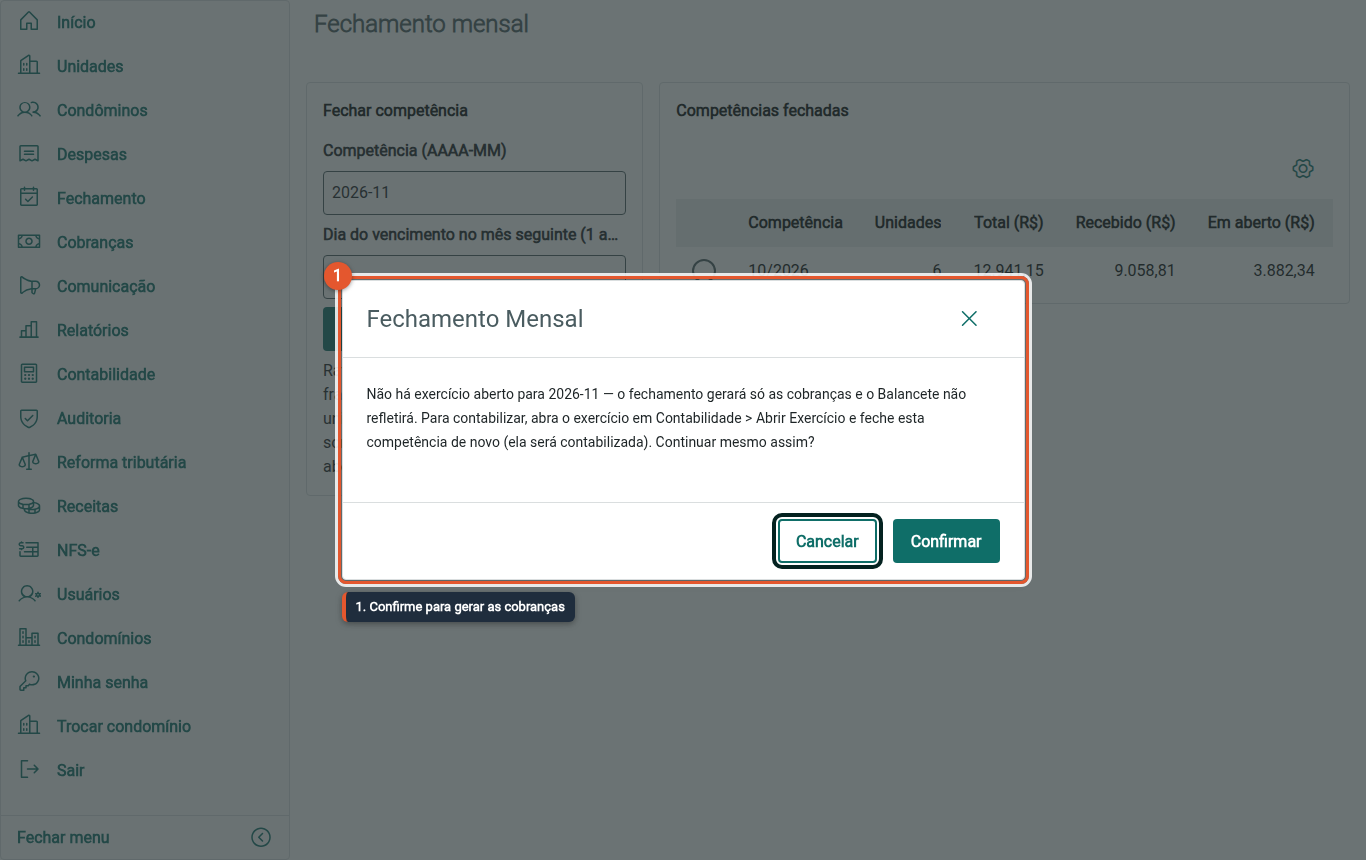 Início
Unidades
Condôminos
Despesas
Fechamento
Cobranças
Comunicação
Relatórios
Contabilidade
Auditoria
Reforma tributária
Receitas
NFS-e
Usuários
Condomínios
Minha senha
Trocar condomínio
Sair
Fechar menu
Fechamento mensal
Fechar competência
Competência (AAAA-MM)
2026-11
Dia do vencimento no mês seguinte (1 a...
Competências fechadas
Competência Unidades Total (R$) Recebido (R$) Em aberto (R$)
10/2026 6 12.941,15 9.058,81 3.882,34
1
Fechamento Mensal
Não há exercício aberto para 2026-11 — o fechamento gerará só as cobranças e o Balancete não
refletirá. Para contabilizar, abra o exercício em Contabilidade > Abrir Exercício e feche esta
competência de novo (ela será contabilizada). Continuar mesmo assim?
Cancelar
Confirmar
1. Confirme para gerar as cobranças